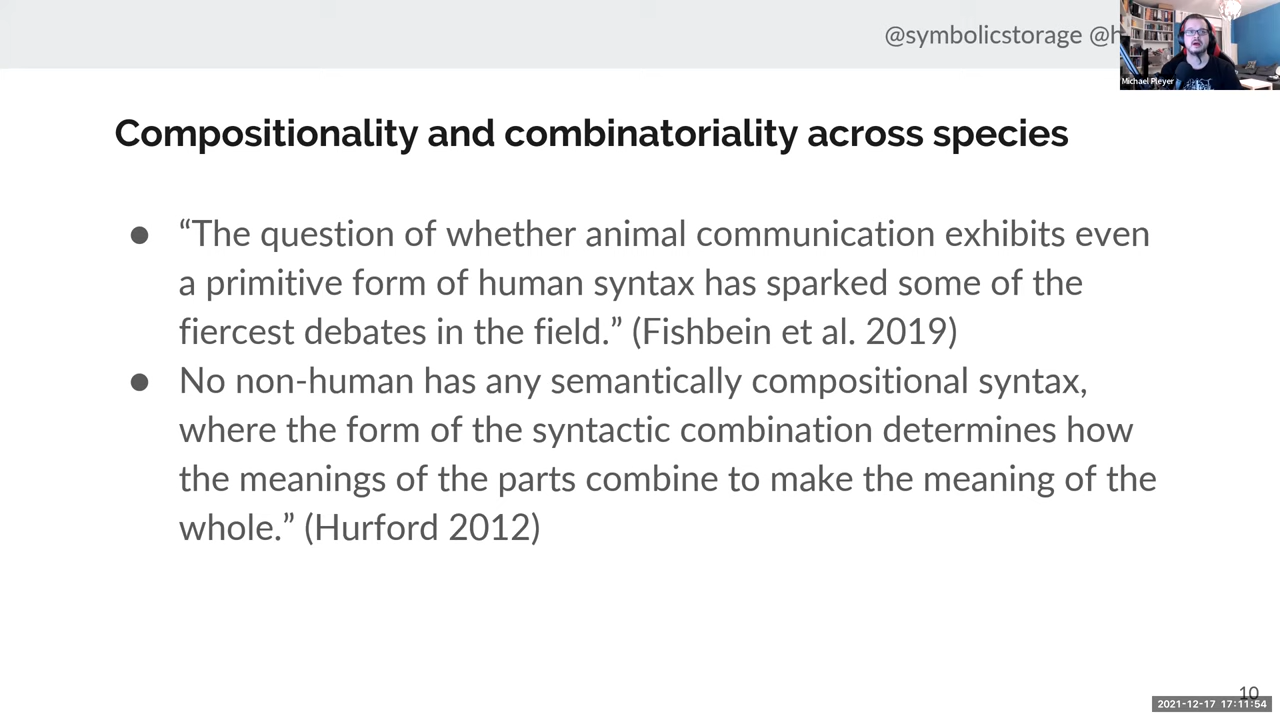 @symbolicstorage @h
Michael Pleyer
Compositionality and combinatoriality across species
● “The question of whether animal communication exhibits even
a primitive form of human syntax has sparked some of the
fiercest debates in the field.” (Fishbein et al. 2019)
● No non-human has any semantically compositional syntax,
where the form of the syntactic combination determines how
the meanings of the parts combine to make the meaning of the
whole.” (Hurford 2012)
10
2021-12-17 17:11:54